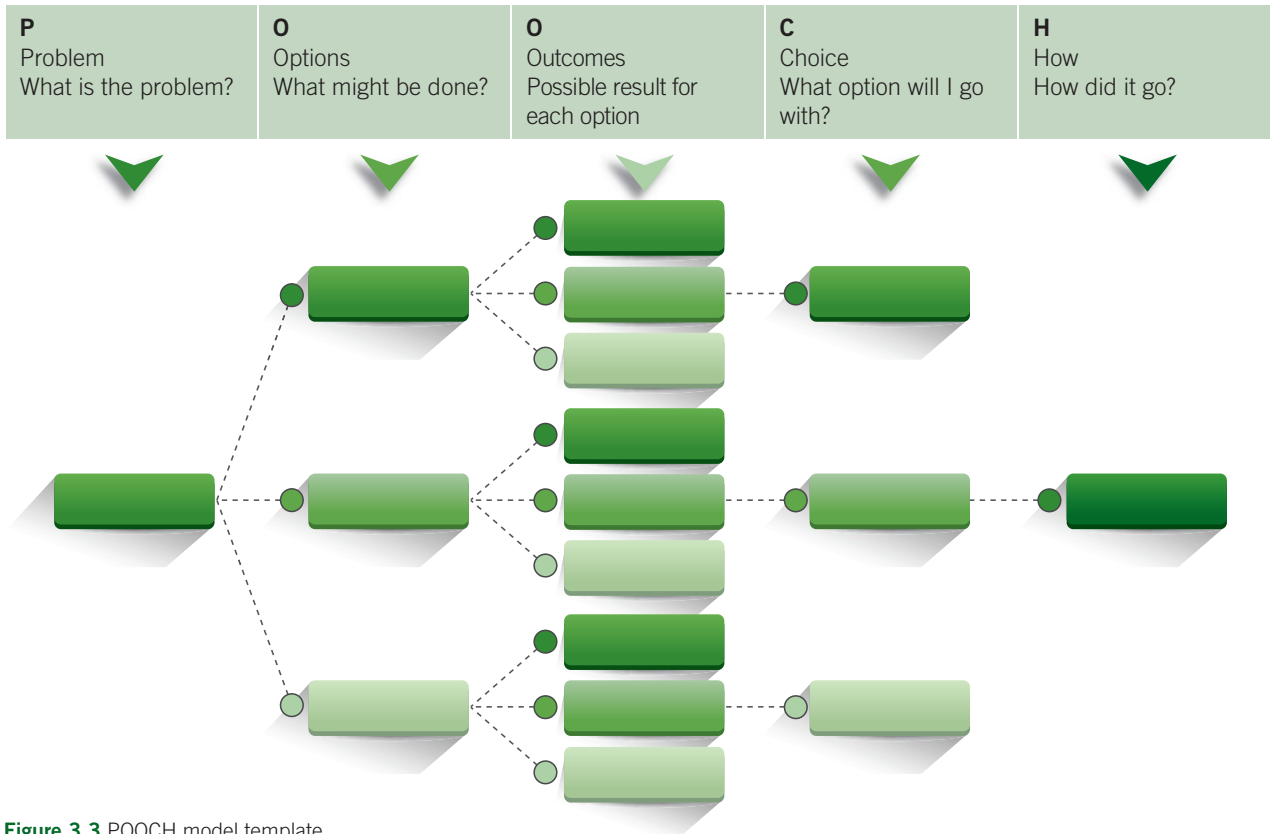 P
Problem
What is the problem?
O
Options
What might be done?
O
Outcomes
Possible result for
each option
C
Choice
What option will I go
with?
H
How
How did it go?
Figure 3.3 POOCH model template